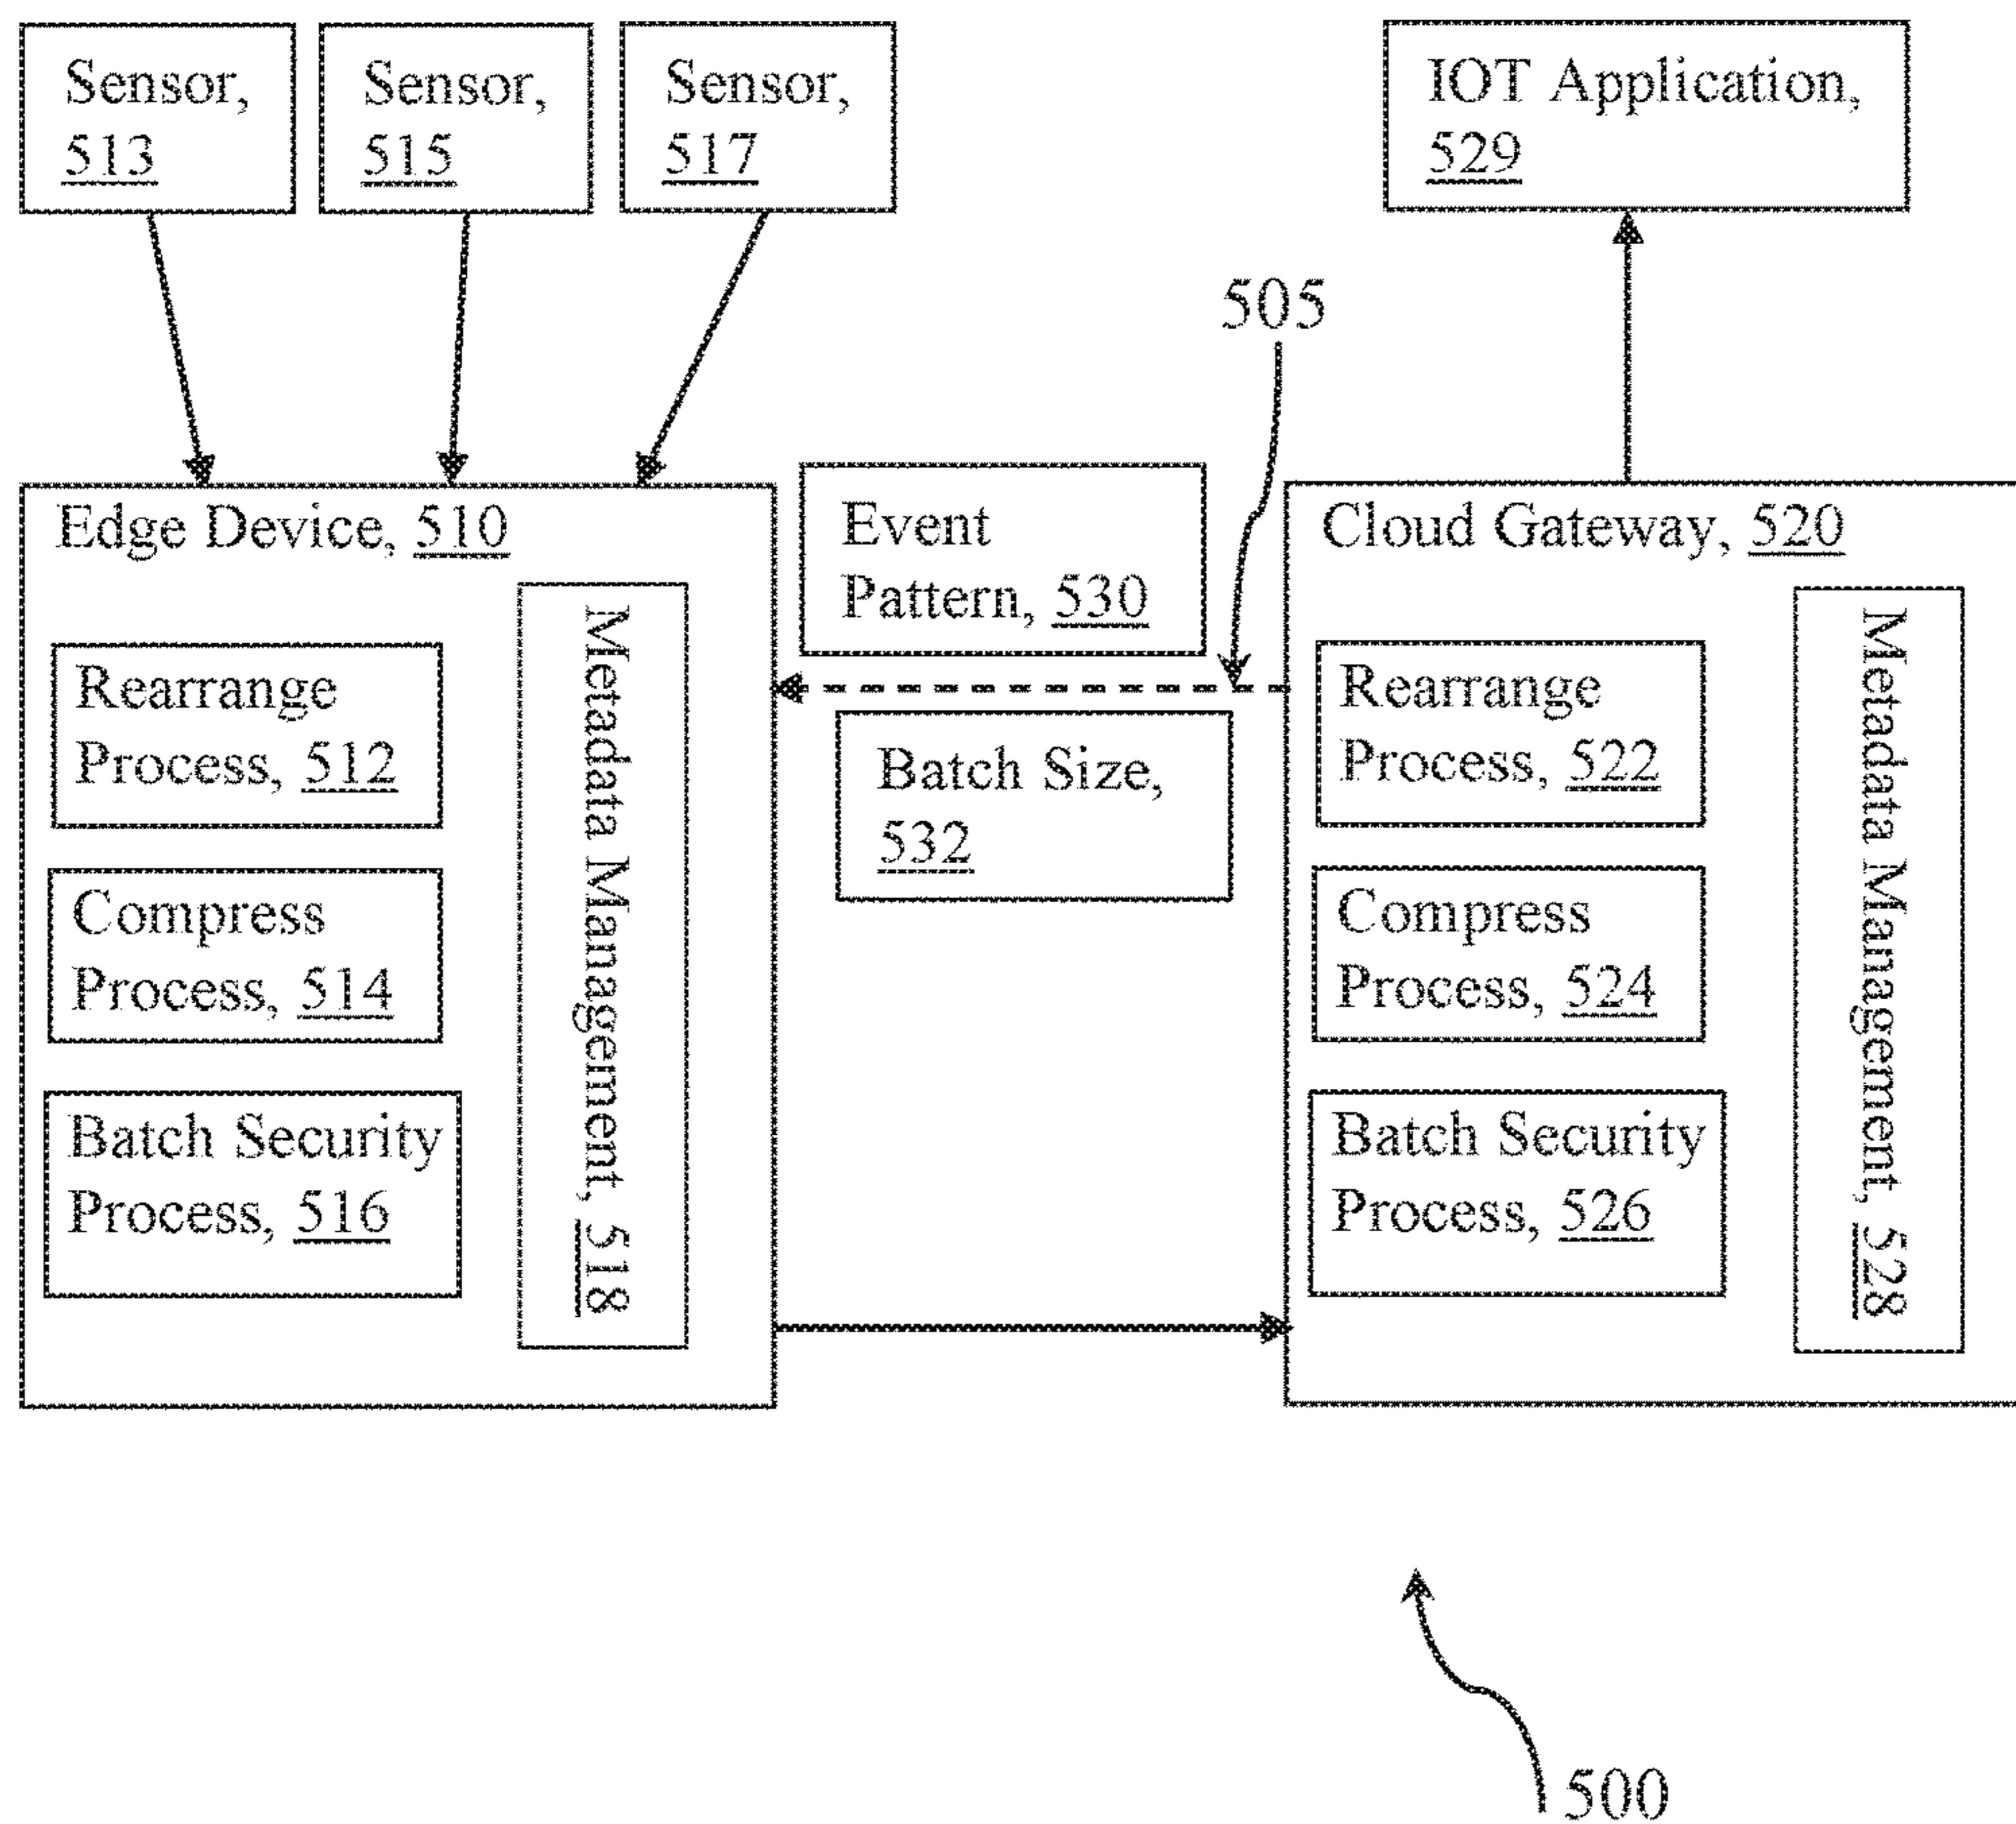 Sensor,
513
Sensor,
515
Sensor,
517
IOT Application,
529
505
Edge Device, 510
Rearrange
Process, 512
Compress
Process, 514
Batch Security
Process, 516
Metadata Management, 518
Event
Pattern, 530
Batch Size,
532
Cloud Gateway, 520
Rearrange
Process, 522
Compress
Process, 524
Batch Security
Process, 526
Metadata Management, 528
500